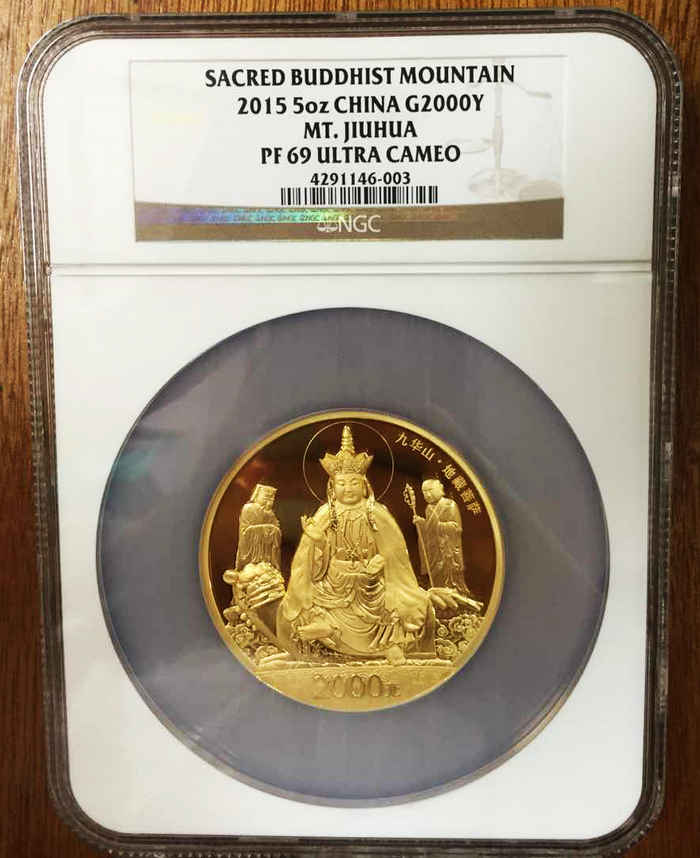 SACRED BUDDHIST MOUNTAIN
2015 5oz CHINA G2000Y
MT. JIUHUA
PF 69 ULTRA CAMEO
4291146-003
NGC
九华山·地藏菩萨
2000元